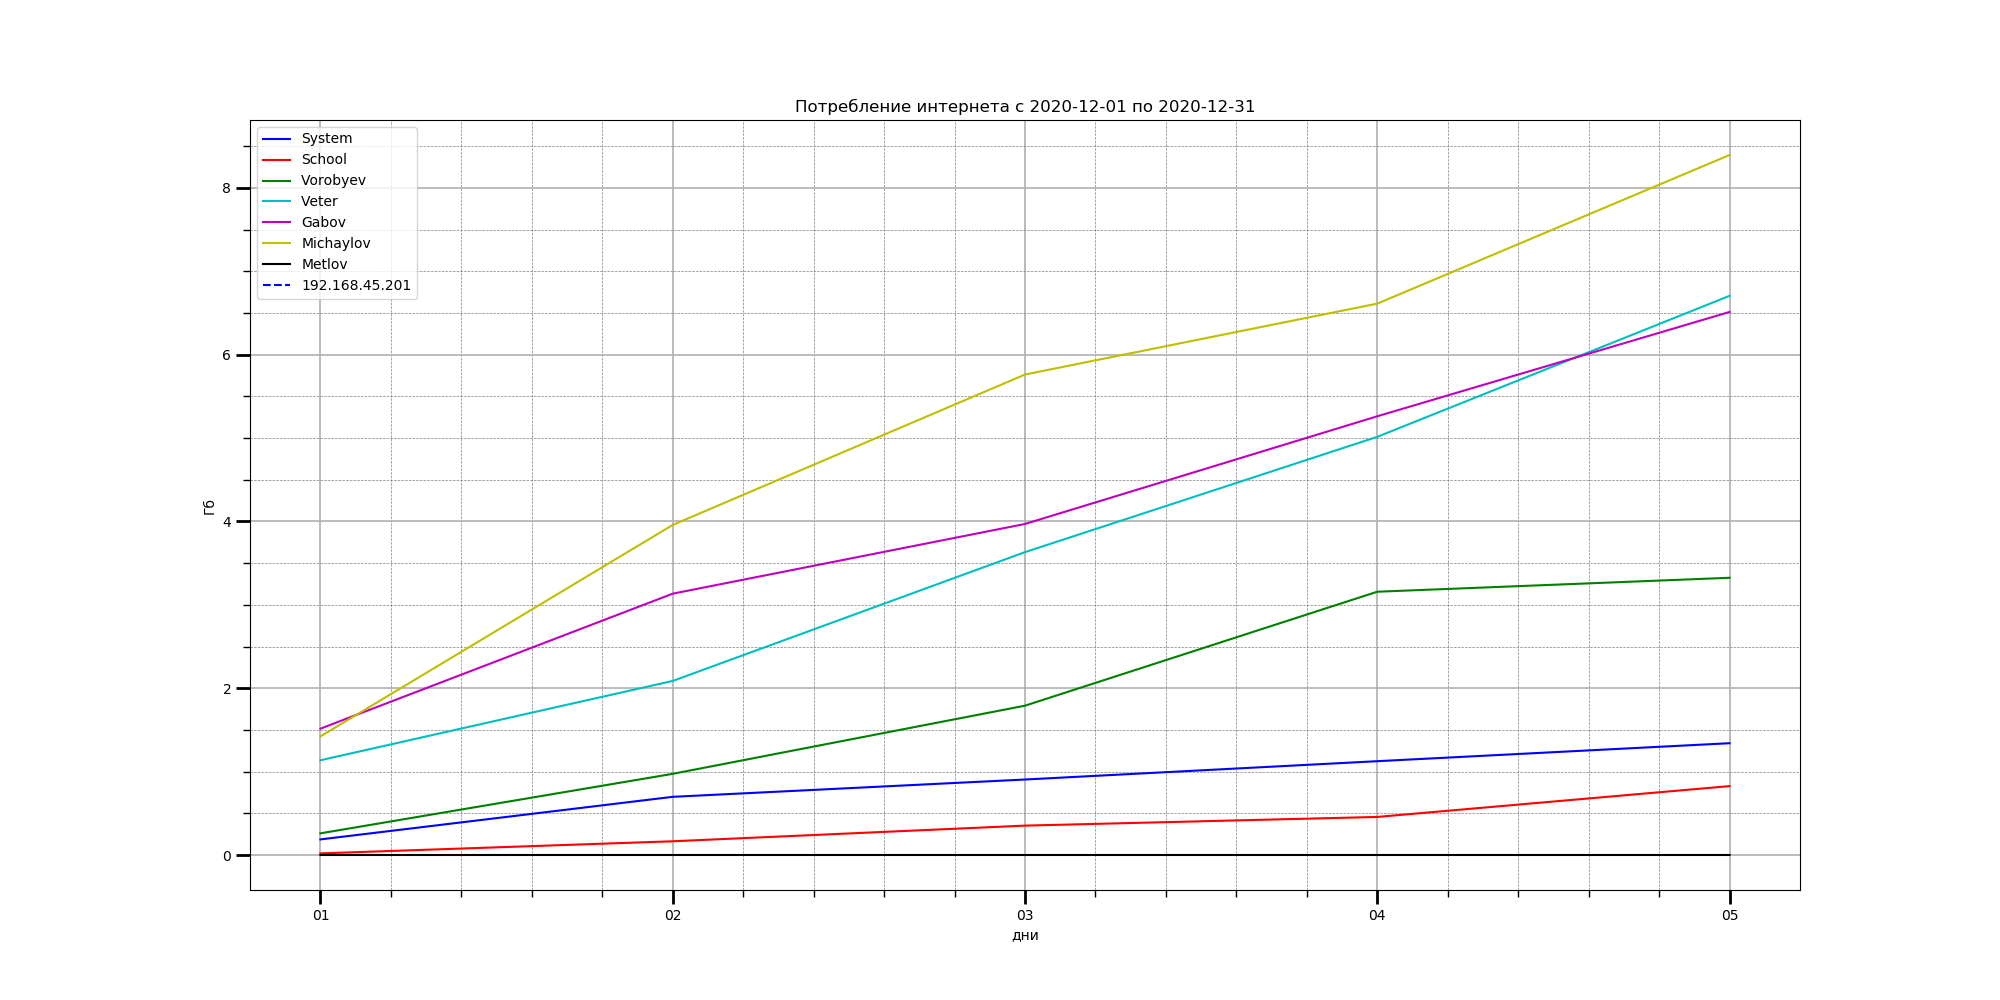 Потребление интернета с 2020-12-01 по 2020-12-31
System
School
Vorobyev
Veter
Gabov
Michaylov
Metlov
192.168.45.201
8
6
4
2
0
Гб
01 02 03 04 05
дни